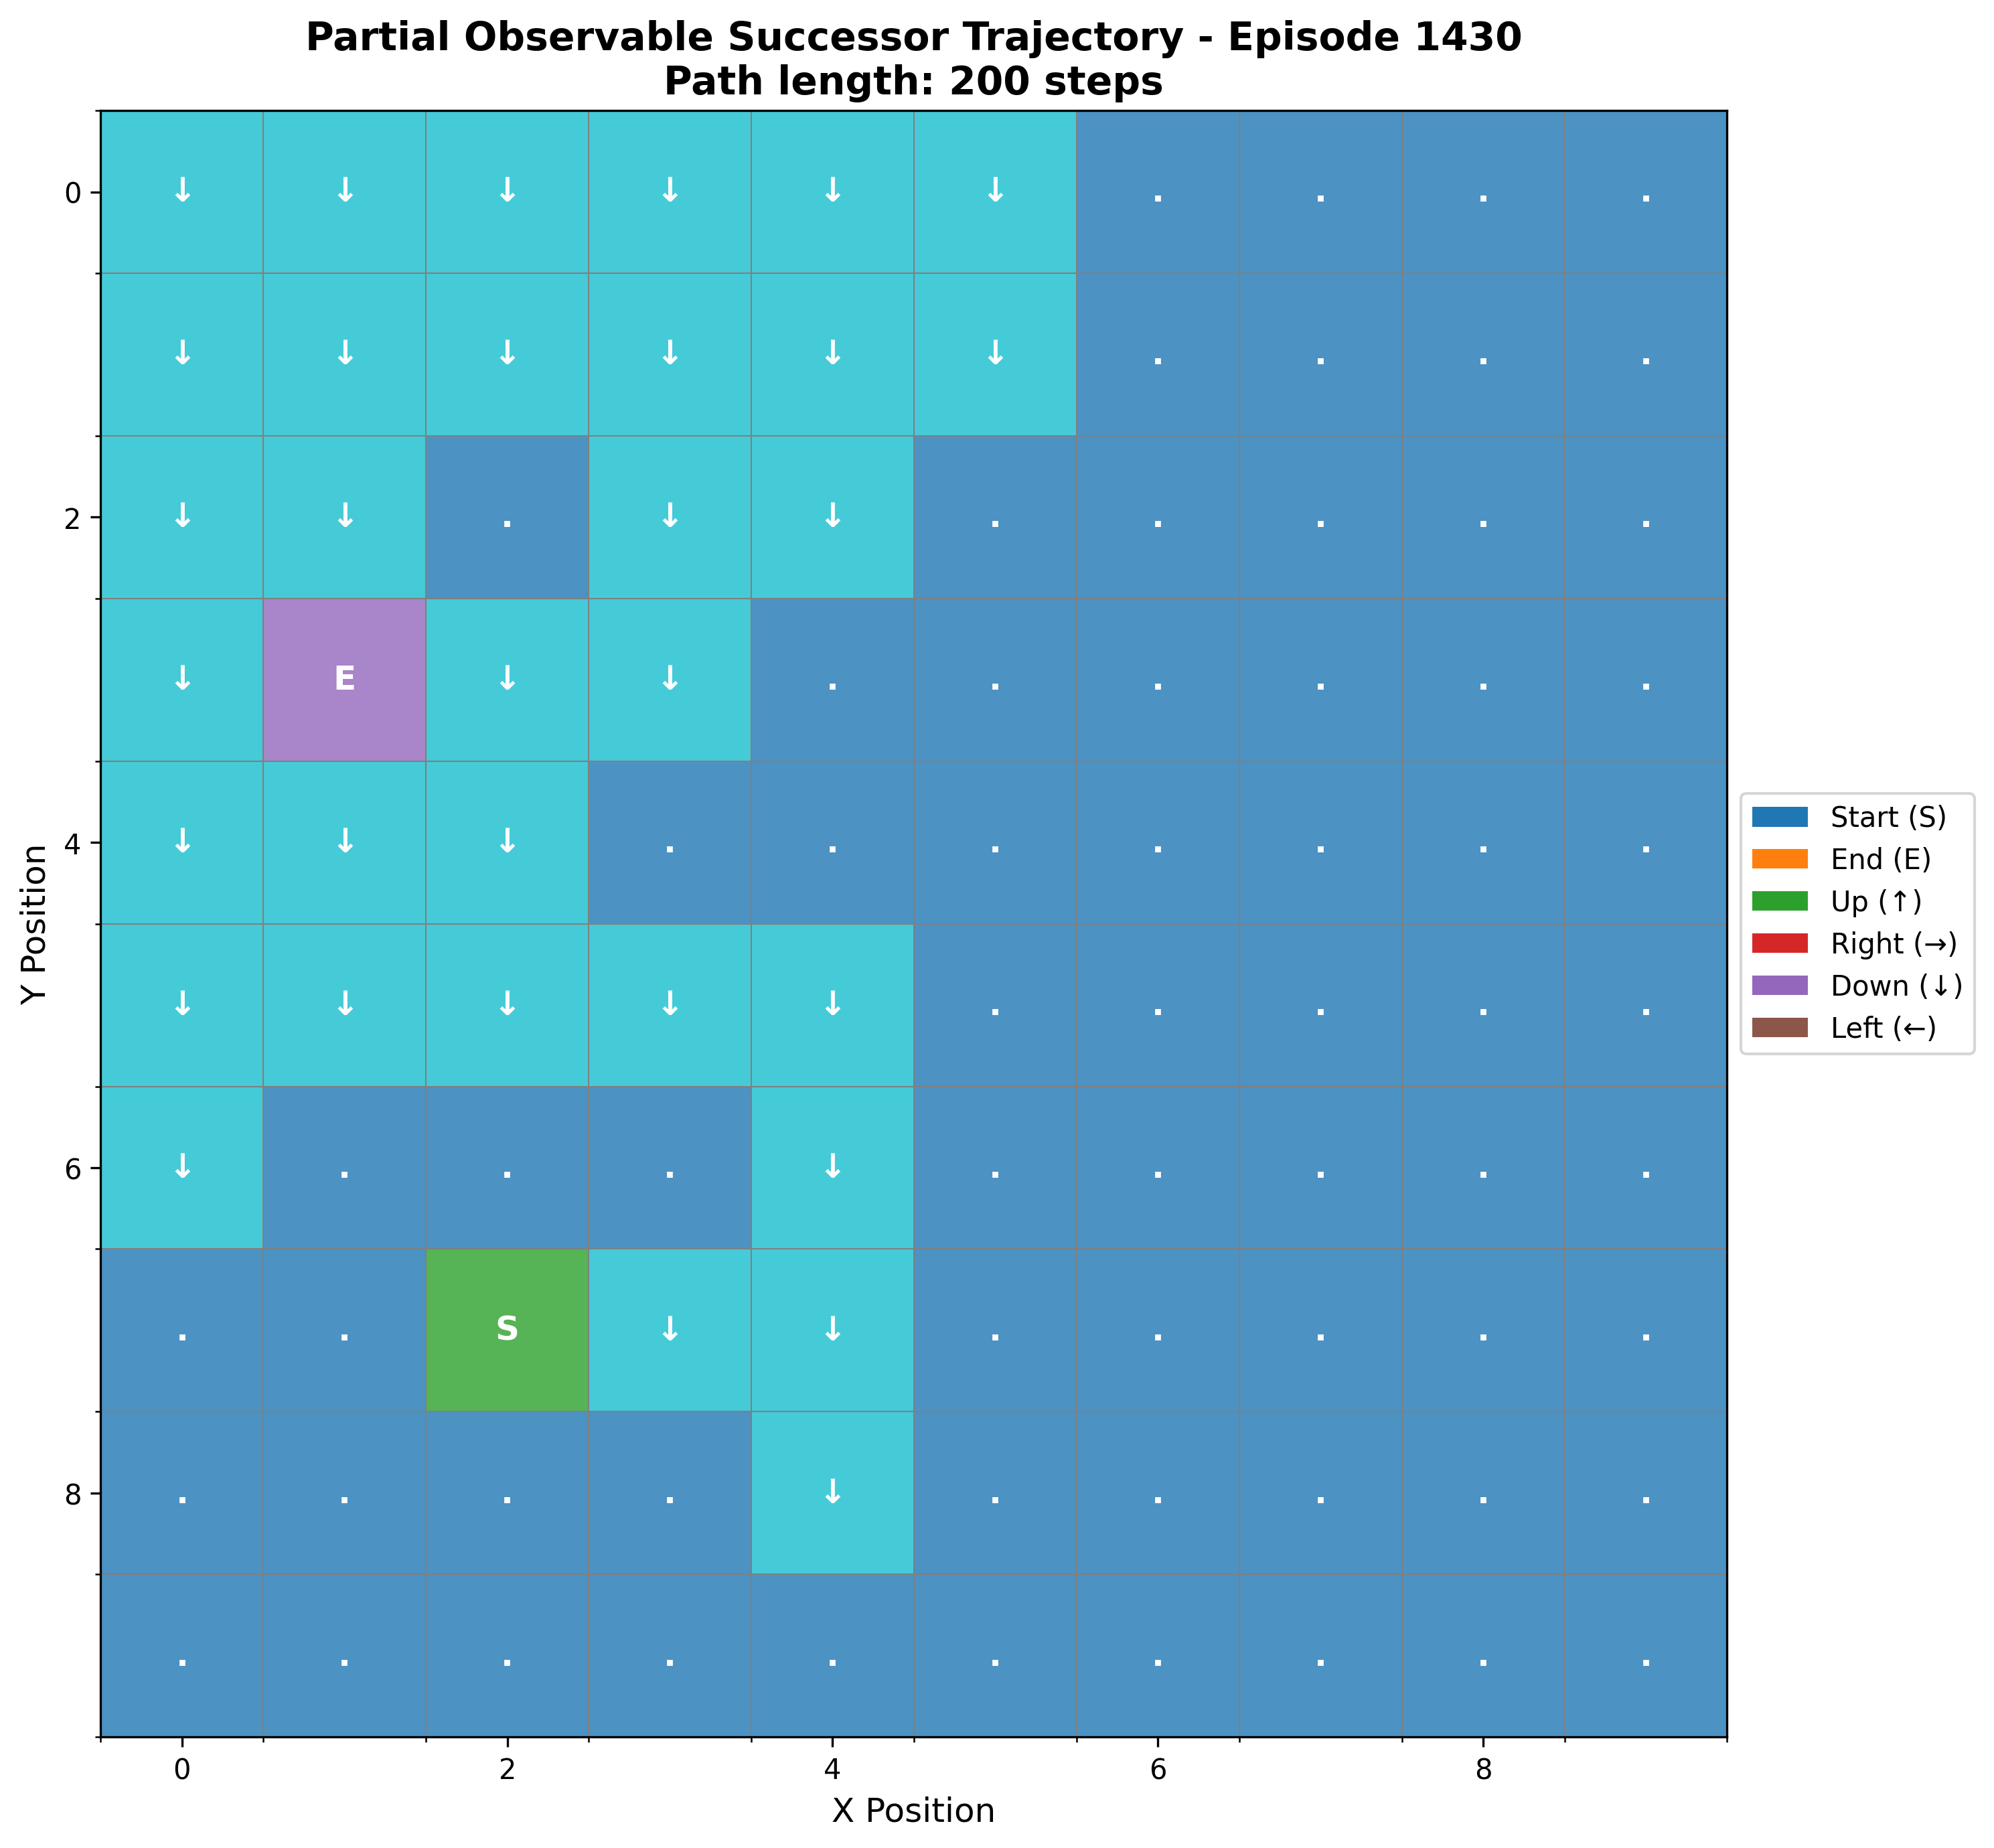 Partial Observable Successor Trajectory - Episode 1430
Path length: 200 steps
0 ↓ ↓ ↓ ↓ ↓ ↓ . . . .
↓ ↓ ↓ ↓ ↓ ↓ . . . .
2 ↓ ↓ . ↓ ↓ . . . . .
↓ E ↓ ↓ . . . . . .
4 ↓ ↓ ↓ . . . . . . .
↓ ↓ ↓ ↓ ↓ . . . . .
6 ↓ . . . ↓ . . . . .
. . S ↓ ↓ . . . . .
8 . . . . ↓ . . . . .
. . . . . . . . . .
0 2 4 6 8
X Position
Y Position
Start (S)
End (E)
Up (↑)
Right (→)
Down (↓)
Left (←)